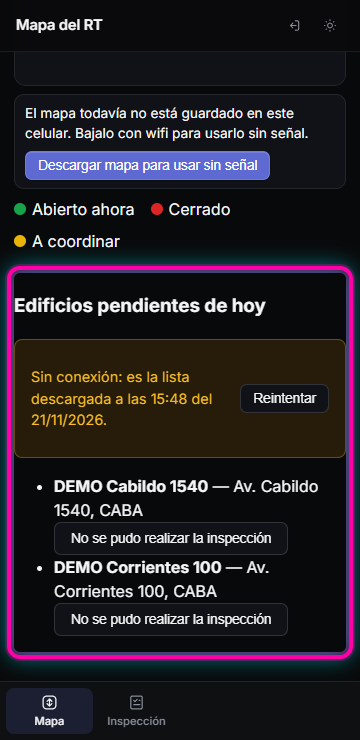 Mapa del RT
El mapa todavía no está guardado en este
celular. Bajalo con wifi para usarlo sin señal.
Descargar mapa para usar sin señal
Abierto ahora Cerrado
A coordinar
Edificios pendientes de hoy
Sin conexión: es la lista
descargada a las 15:48 del
21/11/2026.
Reintentar
DEMO Cabildo 1540 — Av. Cabildo
1540, CABA
No se pudo realizar la inspección
DEMO Corrientes 100 — Av.
Corrientes 100, CABA
No se pudo realizar la inspección
Mapa Inspección